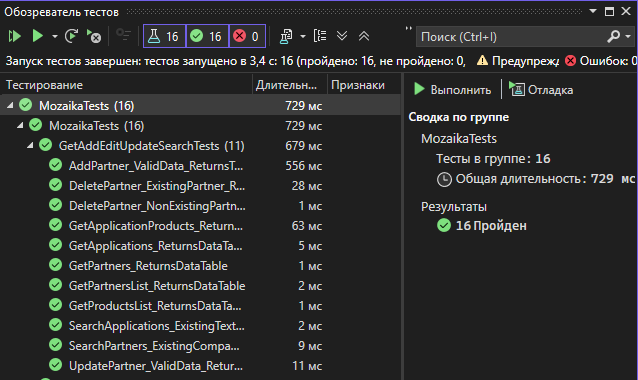 Обозреватель тестов
16 16 0 Поиск (Ctrl+I)
Запуск тестов завершен: тестов запущено в 3,4 с: 16 (пройдено: 16, не пройдено: 0, Предупрежд Ошибок: 0
Тестирование Длительн... Признаки
MozaikaTests (16) 729 мс
MozaikaTests (16) 729 мс
GetAddEditUpdateSearchTests (11) 679 мс
AddPartner_ValidData_ReturnsT... 556 мс
DeletePartner_ExistingPartner_R... 28 мс
DeletePartner_NonExistingPartn... 1 мс
GetApplicationProducts_Return... 63 мс
GetApplications_ReturnsDataTa... 5 мс
GetPartners_ReturnsDataTable 1 мс
GetPartnersList_ReturnsDataTable 2 мс
GetProductsList_ReturnsDataTa... 1 мс
SearchApplications_ExistingText... 2 мс
SearchPartners_ExistingCompa... 9 мс
UpdatePartner_ValidData_Retur... 11 мс
Выполнить Отладка
Сводка по группе
MozaikaTests
Тесты в группе: 16
Общая длительность: 729 мс
Результаты
16 Пройден